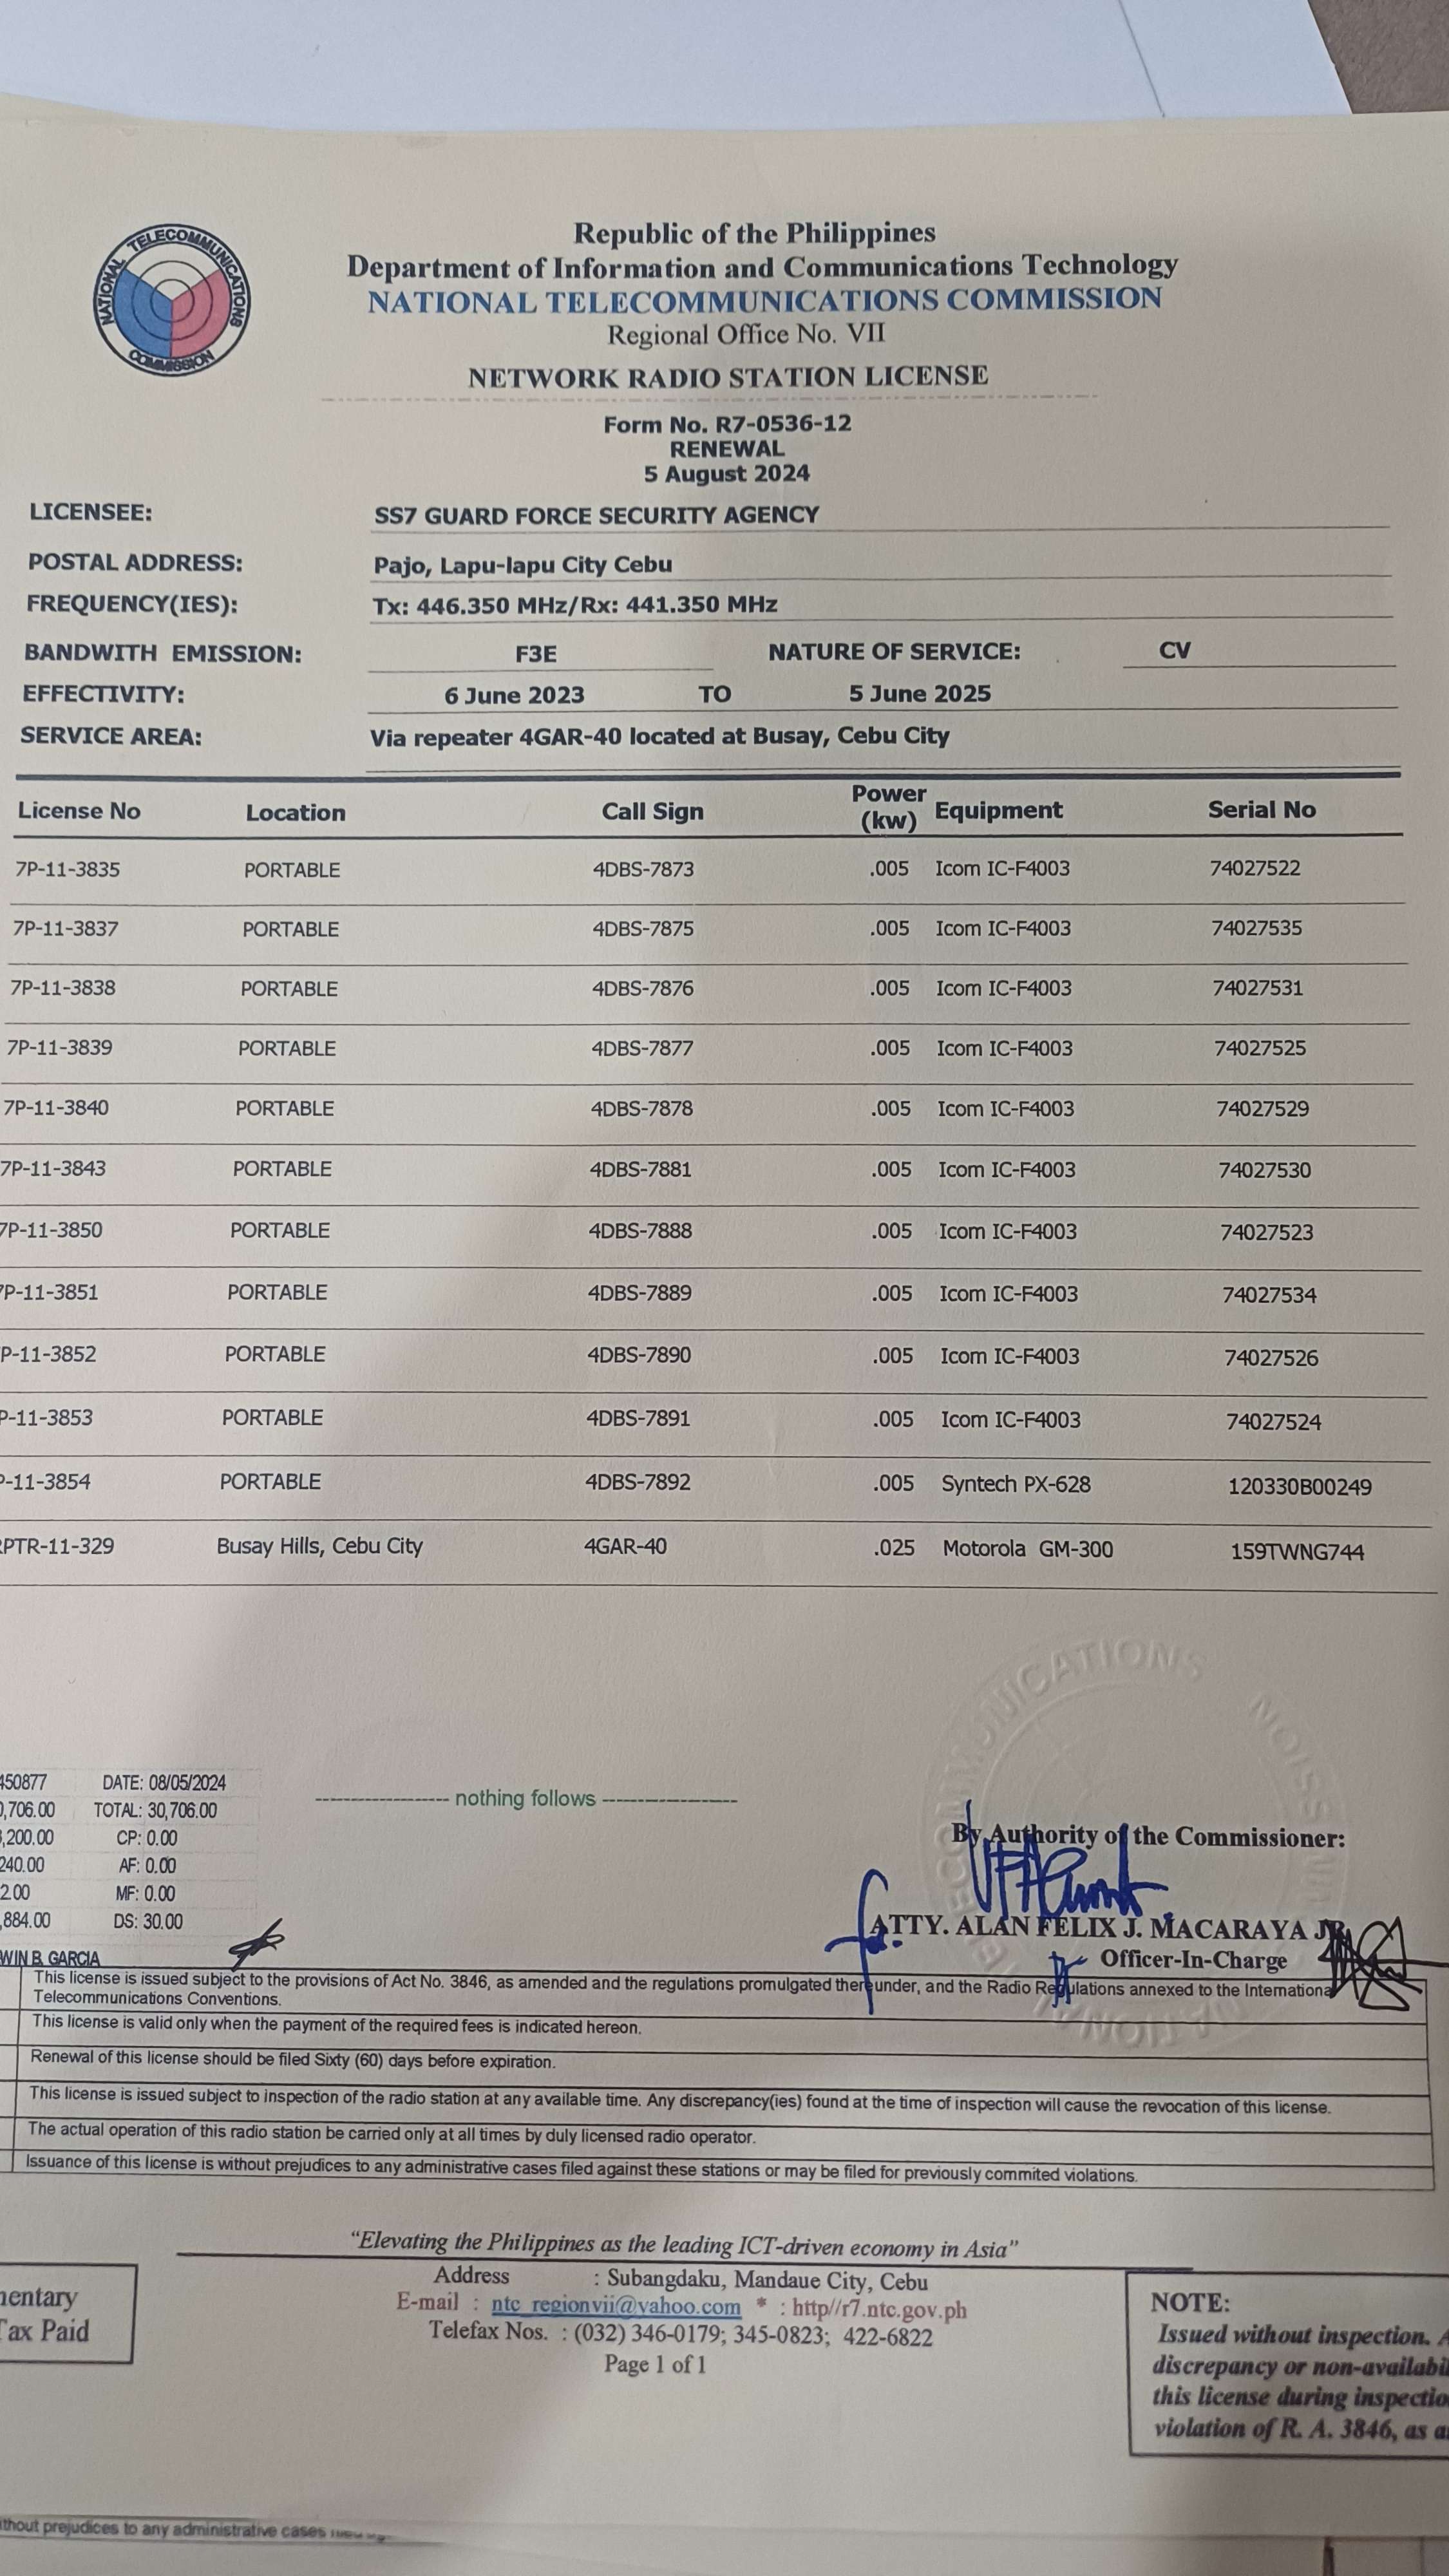 NATIONAL TELECOMMUNICATIONS COMMISSION
Republic of the Philippines
Department of Information and Communications Technology
NATIONAL TELECOMMUNICATIONS COMMISSION
Regional Office No. VII
NETWORK RADIO STATION LICENSE
Form No. R7-0536-12
RENEWAL
5 August 2024
LICENSEE: SS7 GUARD FORCE SECURITY AGENCY
POSTAL ADDRESS: Pajo, Lapu-lapu City Cebu
FREQUENCY(IES): Tx: 446.350 MHz/Rx: 441.350 MHz
BANDWITH EMISSION: F3E NATURE OF SERVICE: CV
EFFECTIVITY: 6 June 2023 TO 5 June 2025
SERVICE AREA: Via repeater 4GAR-40 located at Busay, Cebu City
License No Location Call Sign Power (kw) Equipment Serial No
7P-11-3835 PORTABLE 4DBS-7873 .005 Icom IC-F4003 74027522
7P-11-3837 PORTABLE 4DBS-7875 .005 Icom IC-F4003 74027535
7P-11-3838 PORTABLE 4DBS-7876 .005 Icom IC-F4003 74027531
7P-11-3839 PORTABLE 4DBS-7877 .005 Icom IC-F4003 74027525
7P-11-3840 PORTABLE 4DBS-7878 .005 Icom IC-F4003 74027529
7P-11-3843 PORTABLE 4DBS-7881 .005 Icom IC-F4003 74027530
7P-11-3850 PORTABLE 4DBS-7888 .005 Icom IC-F4003 74027523
P-11-3851 PORTABLE 4DBS-7889 .005 Icom IC-F4003 74027534
P-11-3852 PORTABLE 4DBS-7890 .005 Icom IC-F4003 74027526
P-11-3853 PORTABLE 4DBS-7891 .005 Icom IC-F4003 74027524
-11-3854 PORTABLE 4DBS-7892 .005 Syntech PX-628 120330B00249
PTR-11-329 Busay Hills, Cebu City 4GAR-40 .025 Motorola GM-300 159TWNG744
450877 DATE: 08/05/2024
,706.00 TOTAL: 30,706.00
,200.00 CP: 0.00
240.00 AF: 0.00
2.00 MF: 0.00
,884.00 DS: 30.00
WIN B. GARCIA
----------------- nothing follows -----------------
By Authority of the Commissioner:
ATTY. ALAN FELIX J. MACARAYA JR
Officer-In-Charge
This license is issued subject to the provisions of Act No. 3846, as amended and the regulations promulgated thereunder, and the Radio Regulations annexed to the Internationa
Telecommunications Conventions.
This license is valid only when the payment of the required fees is indicated hereon.
Renewal of this license should be filed Sixty (60) days before expiration.
This license is issued subject to inspection of the radio station at any available time. Any discrepancy(ies) found at the time of inspection will cause the revocation of this license.
The actual operation of this radio station be carried only at all times by duly licensed radio operator.
Issuance of this license is without prejudices to any administrative cases filed against these stations or may be filed for previously commited violations.
“Elevating the Philippines as the leading ICT-driven economy in Asia”
Address : Subangdaku, Mandaue City, Cebu
E-mail : ntc_regionvii@yahoo.com * : http//r7.ntc.gov.ph
Telefax Nos. : (032) 346-0179; 345-0823; 422-6822
Page 1 of 1
mentary
Tax Paid
NOTE:
Issued without inspection. A
discrepancy or non-availabil
this license during inspectio
violation of R. A. 3846, as a
thout prejudices to any administrative cases